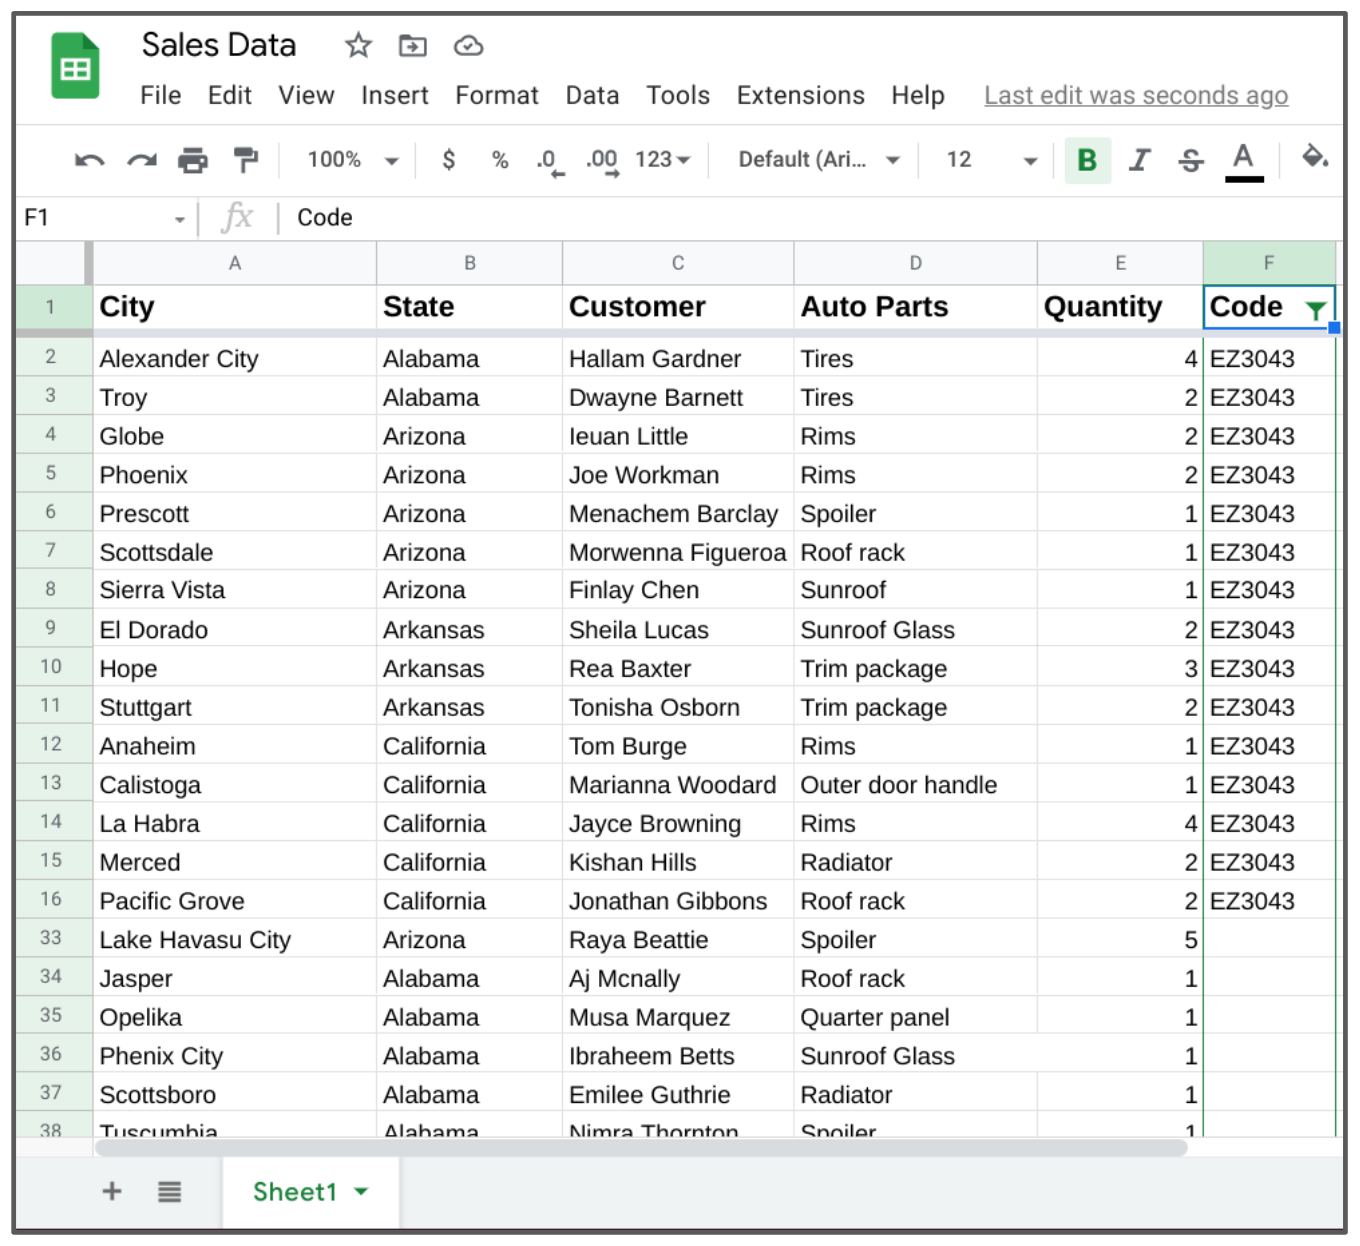 Sales Data
File Edit View Insert Format Data Tools Extensions Help Last edit was seconds ago
100% $ % .0 .00 123 Default (Ari... 12 B I S A
F1 fx Code
A B C D E F
1 City State Customer Auto Parts Quantity Code
2 Alexander City Alabama Hallam Gardner Tires 4 EZ3043
3 Troy Alabama Dwayne Barnett Tires 2 EZ3043
4 Globe Arizona Ieuan Little Rims 2 EZ3043
5 Phoenix Arizona Joe Workman Rims 2 EZ3043
6 Prescott Arizona Menachem Barclay Spoiler 1 EZ3043
7 Scottsdale Arizona Morwenna Figueroa Roof rack 1 EZ3043
8 Sierra Vista Arizona Finlay Chen Sunroof 1 EZ3043
9 El Dorado Arkansas Sheila Lucas Sunroof Glass 2 EZ3043
10 Hope Arkansas Rea Baxter Trim package 3 EZ3043
11 Stuttgart Arkansas Tonisha Osborn Trim package 2 EZ3043
12 Anaheim California Tom Burge Rims 1 EZ3043
13 Calistoga California Marianna Woodard Outer door handle 1 EZ3043
14 La Habra California Jayce Browning Rims 4 EZ3043
15 Merced California Kishan Hills Radiator 2 EZ3043
16 Pacific Grove California Jonathan Gibbons Roof rack 2 EZ3043
33 Lake Havasu City Arizona Raya Beattie Spoiler 5
34 Jasper Alabama Aj Mcnally Roof rack 1
35 Opelika Alabama Musa Marquez Quarter panel 1
36 Phenix City Alabama Ibraheem Betts Sunroof Glass 1
37 Scottsboro Alabama Emilee Guthrie Radiator 1
38 Tuscumbia Alabama Nimra Thornton Spoiler 1
Sheet1